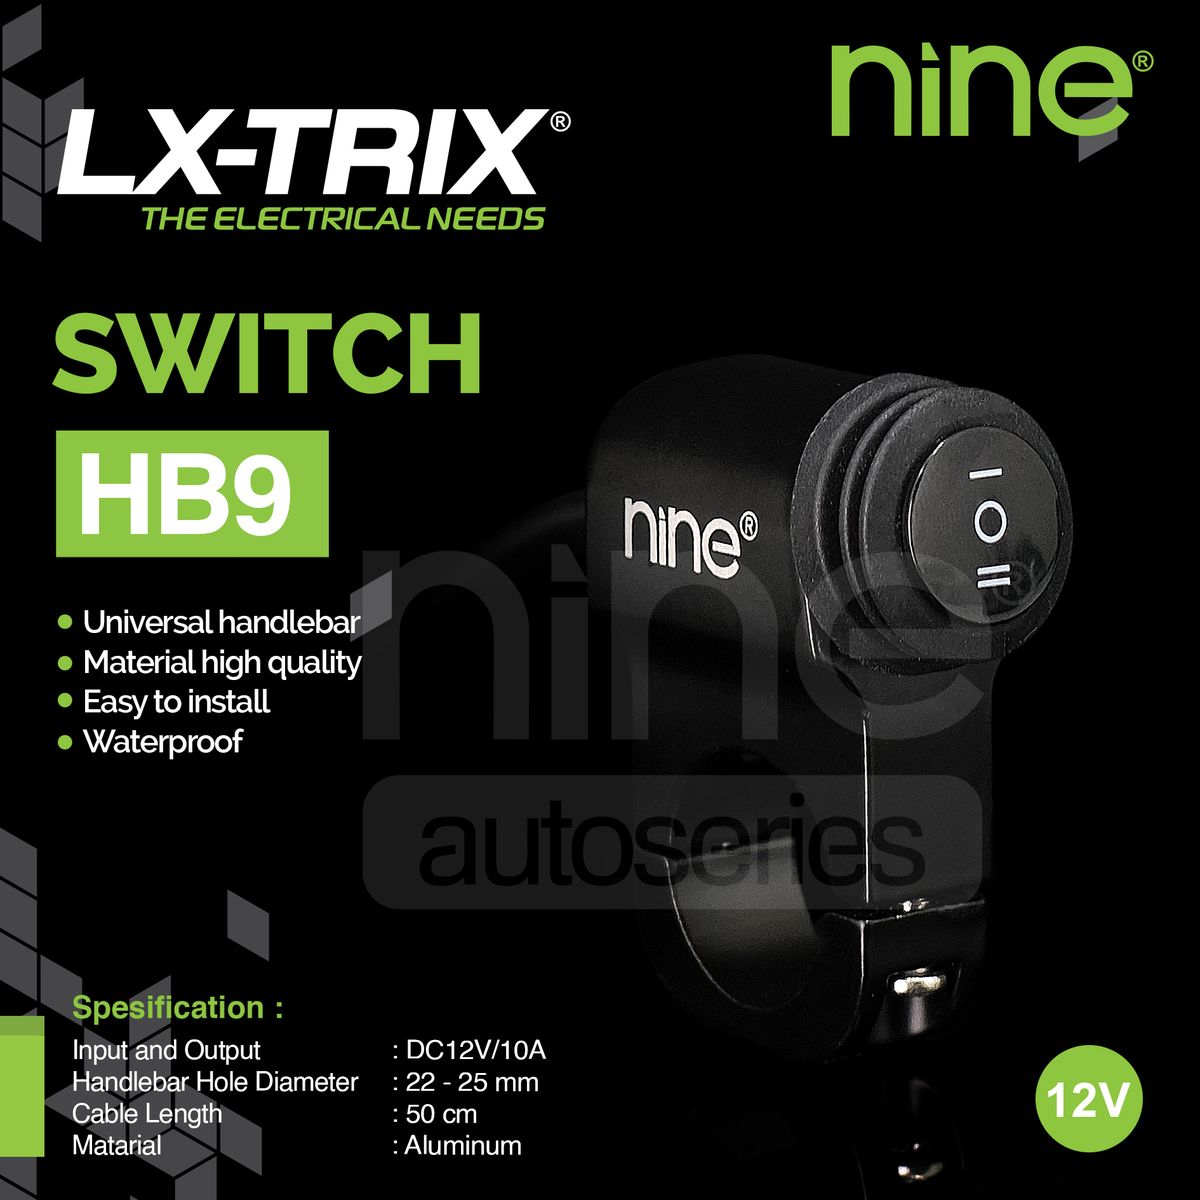 nine®
LX-TRIX®
THE ELECTRICAL NEEDS
SWITCH
HB9
I
O
II
nine®
Universal handlebar
Material high quality
Easy to install
Waterproof
nine®
autoseries
Spesification :
Input and Output : DC12V/10A
Handlebar Hole Diameter : 22 - 25 mm
Cable Length : 50 cm
Matarial : Aluminum
12V